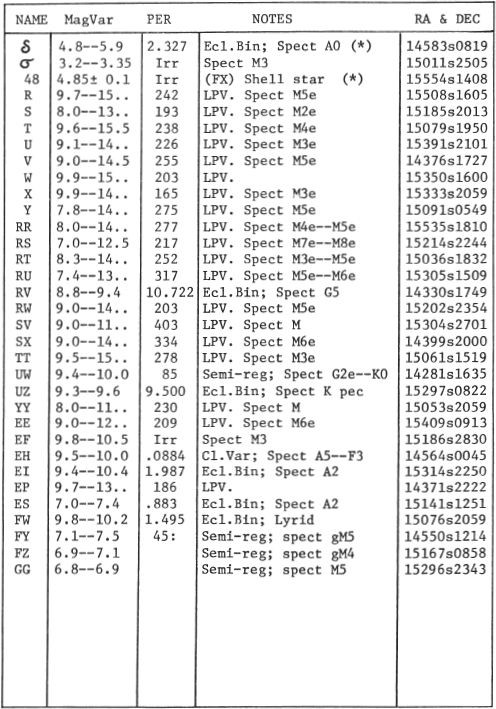 NAME MagVar PER NOTES RA & DEC
δ 4.8--5.9 2.327 Ecl.Bin; Spect A0 (*) 14583s0819
σ 3.2--3.35 Irr Spect M3 15011s2505
48 4.85± 0.1 Irr (FX) Shell star (*) 15554s1408
R 9.7--15.. 242 LPV. Spect M5e 15508s1605
S 8.0--13.. 193 LPV. Spect M2e 15185s2013
T 9.6--15.5 238 LPV. Spect M4e 15079s1950
U 9.1--14.. 226 LPV. Spect M3e 15391s2101
V 9.0--14.5 255 LPV. Spect M5e 14376s1727
W 9.9--15.. 203 LPV. 15350s1600
X 9.9--14.. 165 LPV. Spect M3e 15333s2059
Y 7.8--14.. 275 LPV. Spect M5e 15091s0549
RR 8.0--14.. 277 LPV. Spect M4e--M5e 15535s1810
RS 7.0--12.5 217 LPV. Spect M7e--M8e 15214s2244
RT 8.3--14.. 252 LPV. Spect M3e--M5e 15036s1832
RU 7.4--13.. 317 LPV. Spect M5e--M6e 15305s1509
RV 8.8--9.4 10.722 Ecl.Bin; Spect G5 14330s1749
RW 9.0--14.. 203 LPV. Spect M5e 15202s2354
SV 9.0--11.. 403 LPV. Spect M 15304s2701
SX 9.0--14.. 334 LPV. Spect M6e 14399s2000
TT 9.5--15.. 278 LPV. Spect M3e 15061s1519
UW 9.4--10.0 85 Semi-reg; Spect G2e--K0 14281s1635
UZ 9.3--9.6 9.500 Ecl.Bin; Spect K pec 15297s0822
YY 8.0--11.. 230 LPV. Spect M 15053s2059
EE 9.0--12.. 209 LPV. Spect M6e 15409s0913
EF 9.8--10.5 Irr Spect M3 15186s2830
EH 9.5--10.0 .0884 Cl.Var; Spect A5--F3 14564s0045
EI 9.4--10.4 1.987 Ecl.Bin; Spect A2 15314s2250
EP 9.7--13.. 186 LPV. 14371s2222
ES 7.0--7.4 .883 Ecl.Bin; Spect A2 15141s1251
FW 9.8--10.2 1.495 Ecl.Bin; Lyrid 15076s2059
FY 7.1--7.5 45: Semi-reg; spect gM5 14550s1214
FZ 6.9--7.1 Semi-reg; spect gM4 15167s0858
GG 6.8--6.9 Semi-reg; spect M5 15296s2343